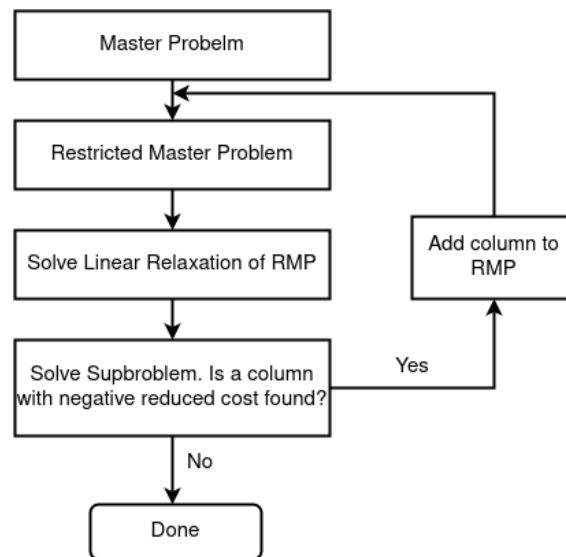 Master Probelm
Restricted Master Problem
Solve Linear Relaxation of RMP
Add column to
RMP
Solve Supbroblem. Is a column
with negative reduced cost found?
Yes
No
Done